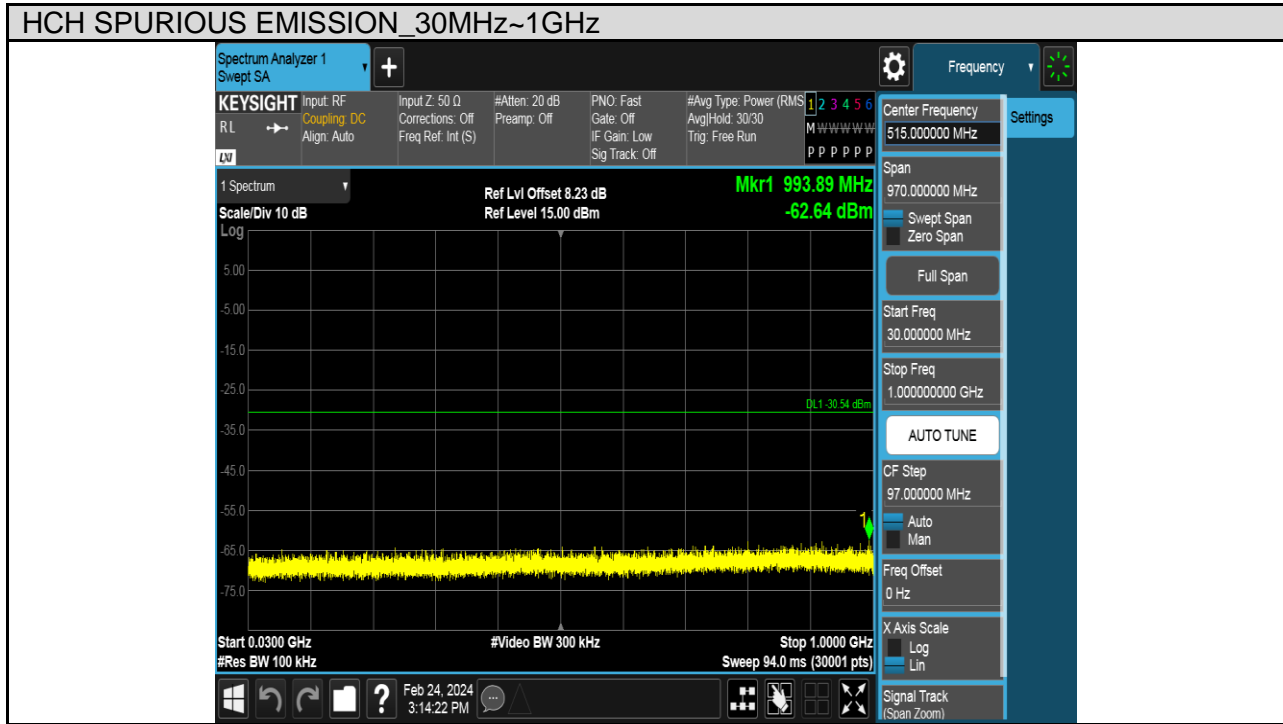 HCH SPURIOUS EMISSION_30MHz~1GHz
Spectrum Analyzer 1
Swept SA
+
Frequency
KEYSIGHT
RL
LXI
Input: RF
Coupling: DC
Align: Auto
Input Z: 50 Ω
Corrections: Off
Freq Ref: Int (S)
#Atten: 20 dB
Preamp: Off
PNO: Fast
Gate: Off
IF Gain: Low
Sig Track: Off
#Avg Type: Power (RMS
Avg|Hold: 30/30
Trig: Free Run
1 2 3 4 5 6
M W W W W W
P P P P P P
Settings
1 Spectrum
Scale/Div 10 dB
Log
Ref Lvl Offset 8.23 dB
Ref Level 15.00 dBm
Mkr1 993.89 MHz
-62.64 dBm
5.00
-5.00
-15.0
-25.0
DL1 -30.54 dBm
-35.0
-45.0
-55.0
1
-65.0
-75.0
Start 0.0300 GHz
#Res BW 100 kHz
#Video BW 300 kHz
Stop 1.0000 GHz
Sweep 94.0 ms (30001 pts)
Center Frequency
515.000000 MHz
Span
970.000000 MHz
Swept Span
Zero Span
Full Span
Start Freq
30.000000 MHz
Stop Freq
1.000000000 GHz
AUTO TUNE
CF Step
97.000000 MHz
Auto
Man
Freq Offset
0 Hz
X Axis Scale
Log
Lin
Signal Track
(Span Zoom)
?
Feb 24, 2024
3:14:22 PM